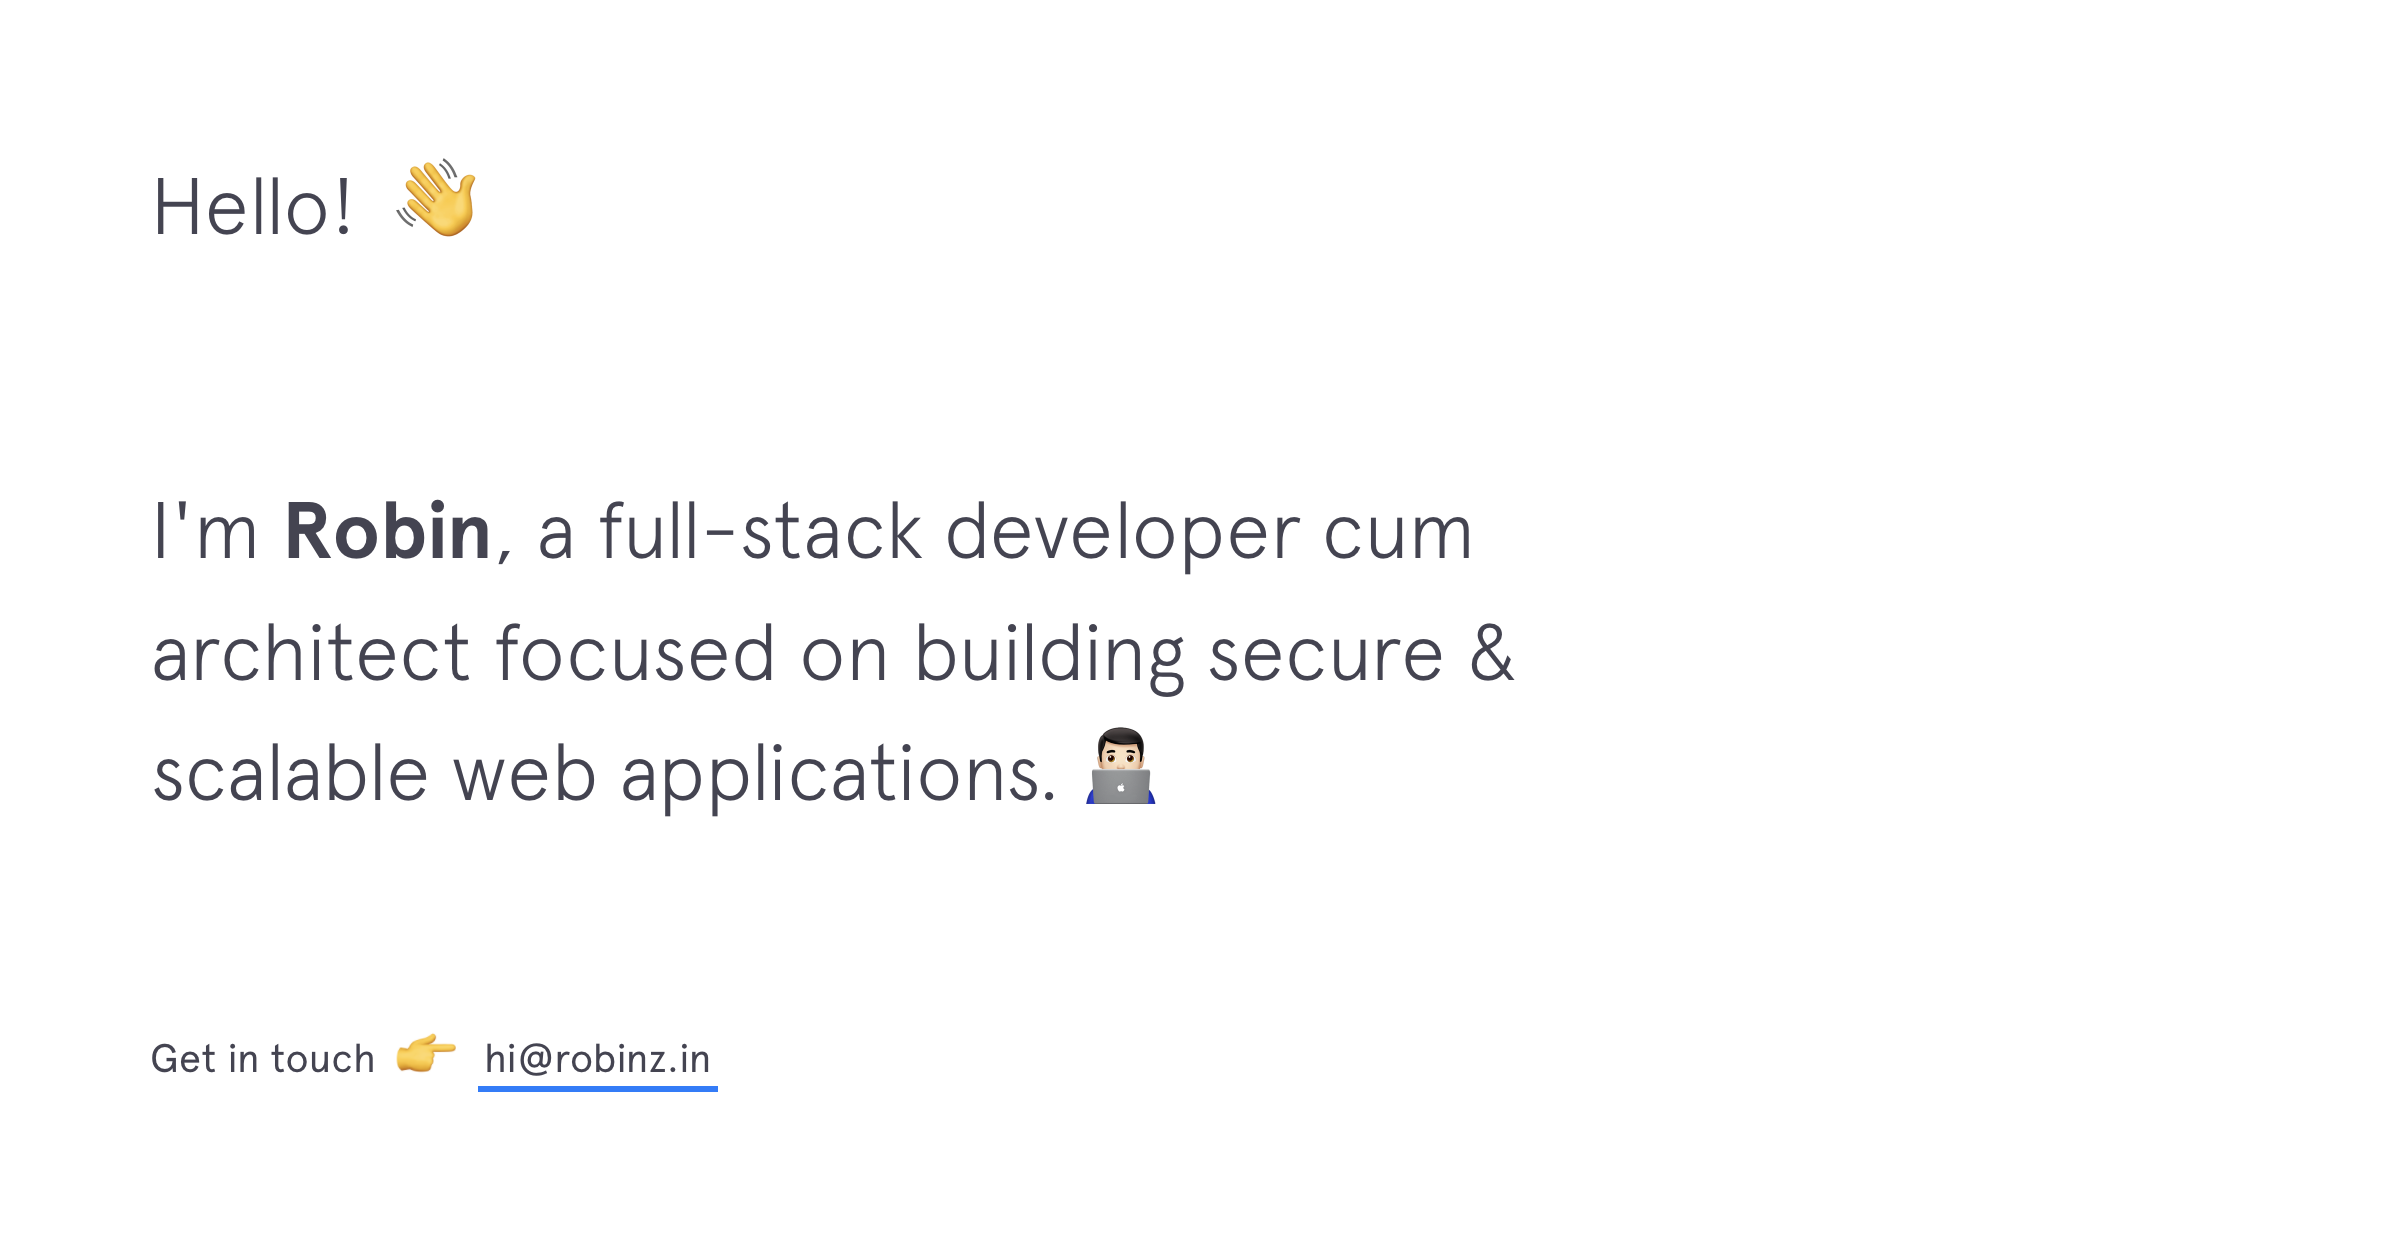 Hello! 👋
I'm Robin, a full-stack developer cum
architect focused on building secure &
scalable web applications. 👨🏻‍💻
Get in touch 👉 hi@robinz.in